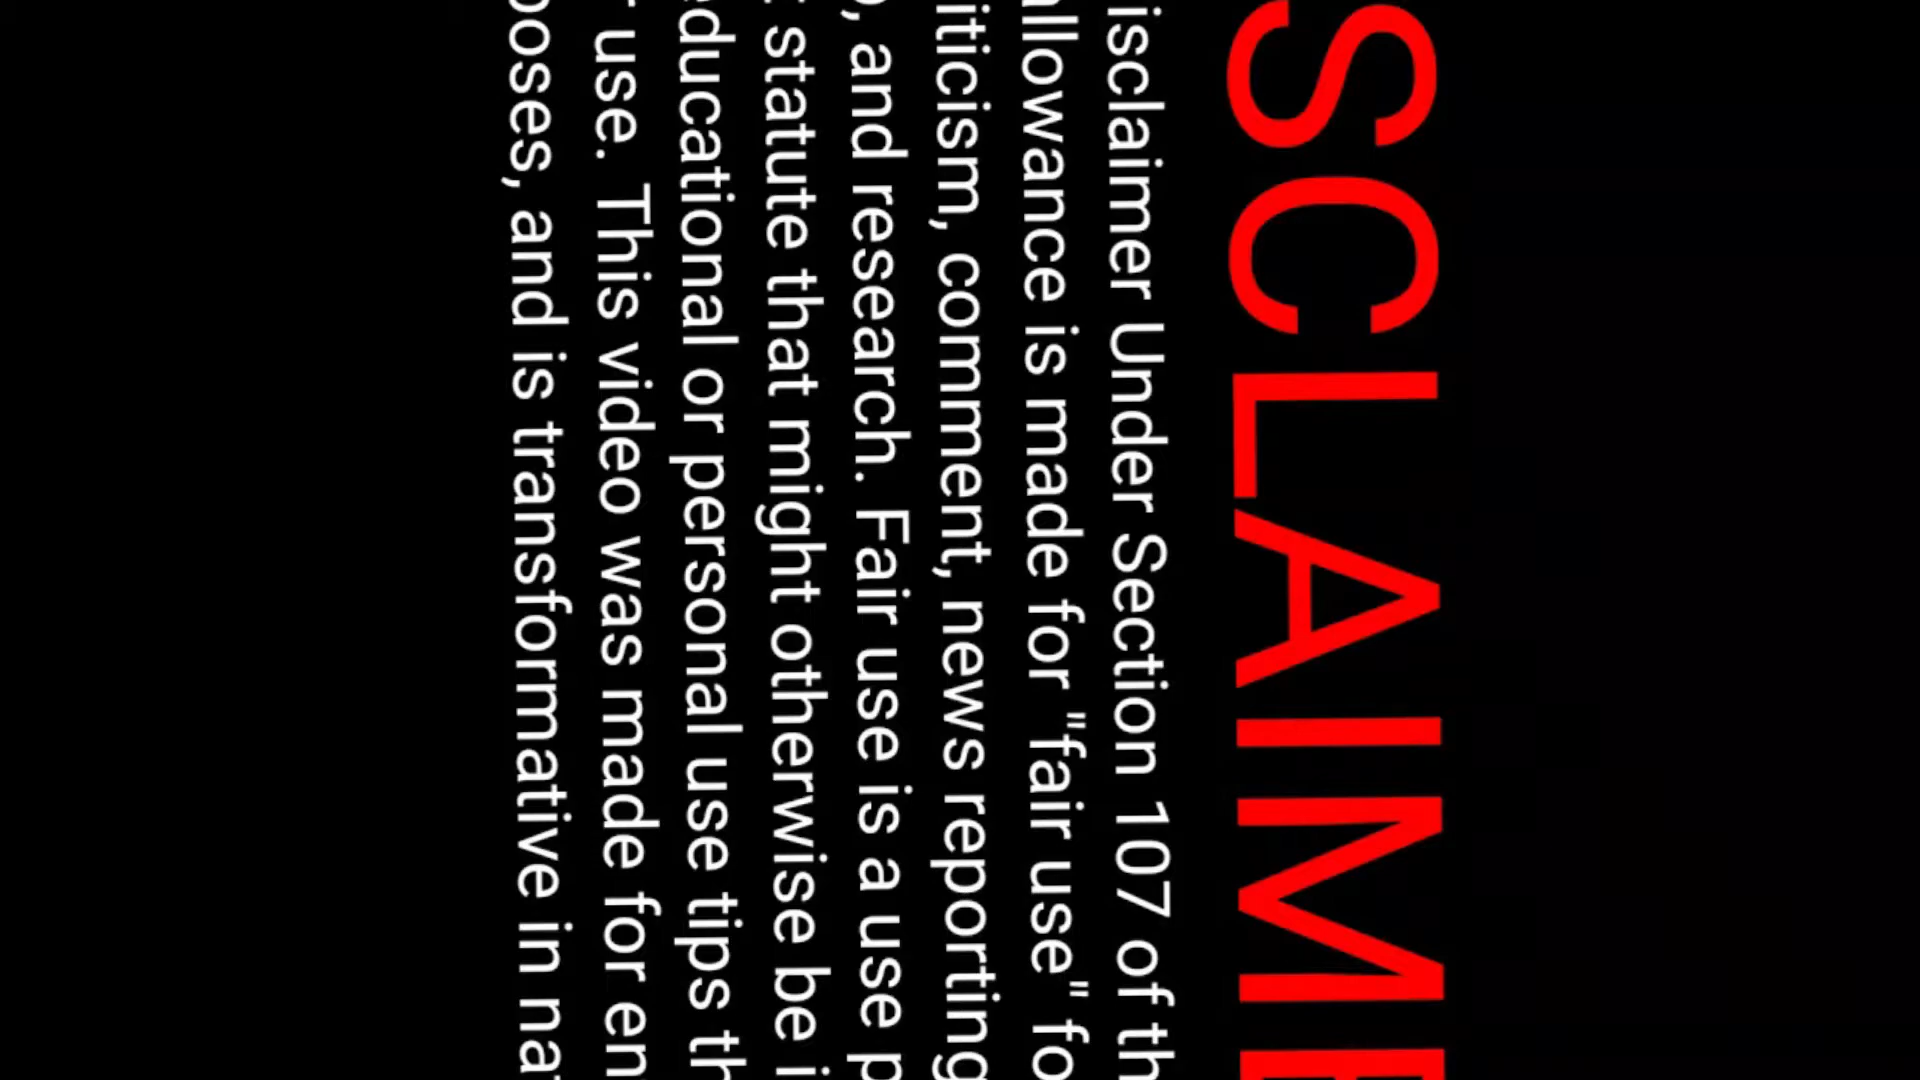 SCLAIME
isclaimer Under Section 107 of th
allowance is made for "fair use" fo
iticism, comment, news reporting
, and research. Fair use is a use p
statute that might otherwise be i
educational or personal use tips th
r use. This video was made for en
poses, and is transformative in na